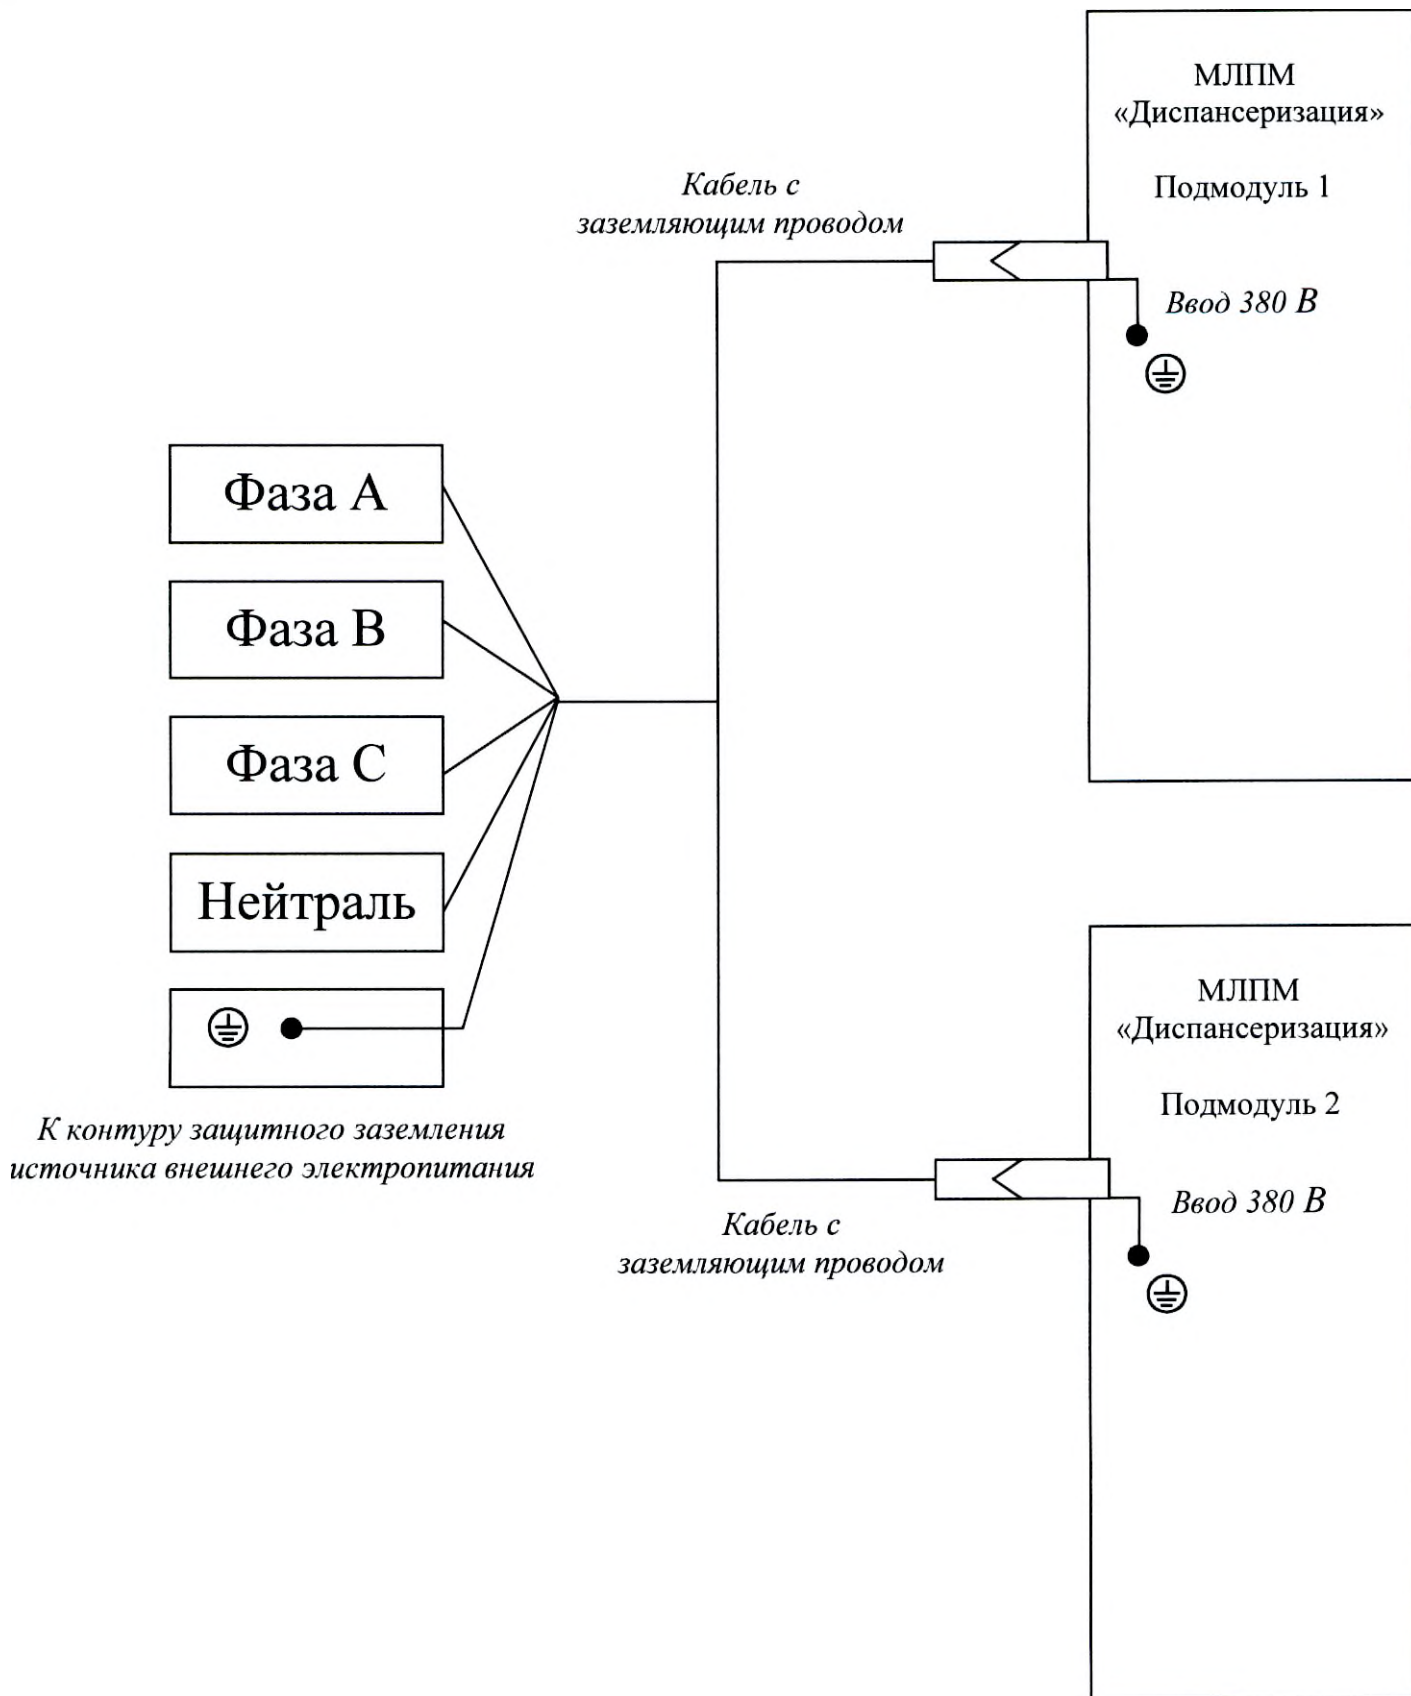 МЛПМ
«Диспансеризация»
Подмодуль 1
Кабель с
заземляющим проводом
Ввод 380 В
Фаза А
Фаза В
Фаза С
Нейтраль
К контуру защитного заземления
источника внешнего электропитания
МЛПМ
«Диспансеризация»
Подмодуль 2
Ввод 380 В
Кабель с
заземляющим проводом